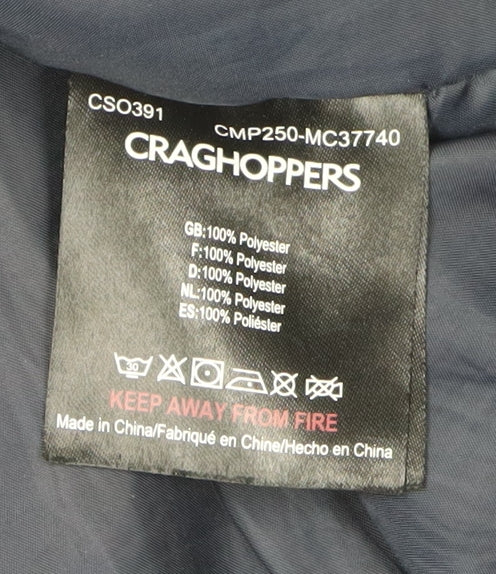 CSO391
CMP250-MC37740
CRAGHOPPERS
GB:100% Polyester
F:100% Polyester
D:100% Polyester
NL:100% Polyester
ES:100% Poliéster
30
KEEP AWAY FROM FIRE
Made in China/Fabriqué en Chine/Hecho en China